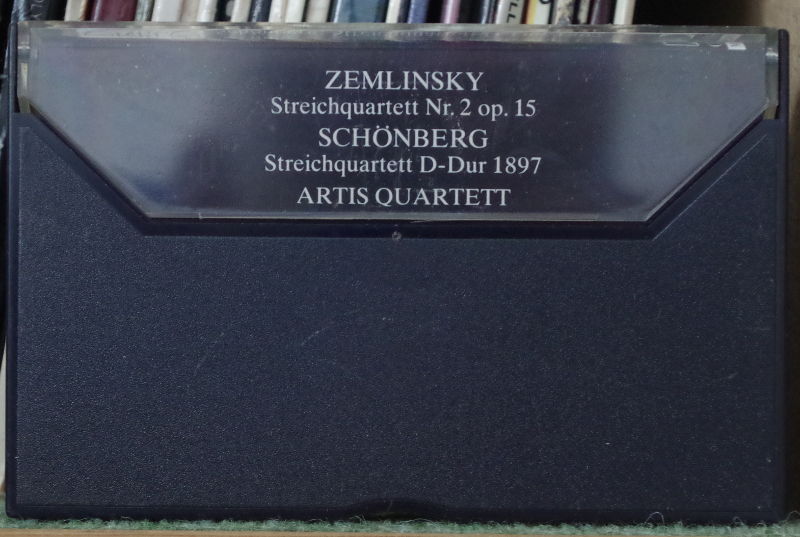 ZEMLINSKY
Streichquartett Nr. 2 op. 15
SCHÖNBERG
Streichquartett D-Dur 1897
ARTIS QUARTETT